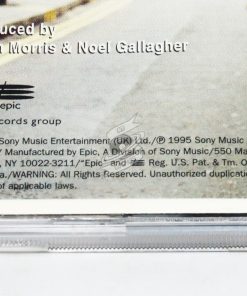 uced by
n Morris & Noel Gallagher
epic
cords group
Sony Music Entertainment (UK) Ltd./℗ 1995 Sony Music
Manufactured by Epic, A Division of Sony Music/550 Ma
, NY 10022-3211/"Epic" and Reg. U.S. Pat. & Tm. O
a./WARNING: All Rights Reserved. Unauthorized duplicatio
of applicable laws.